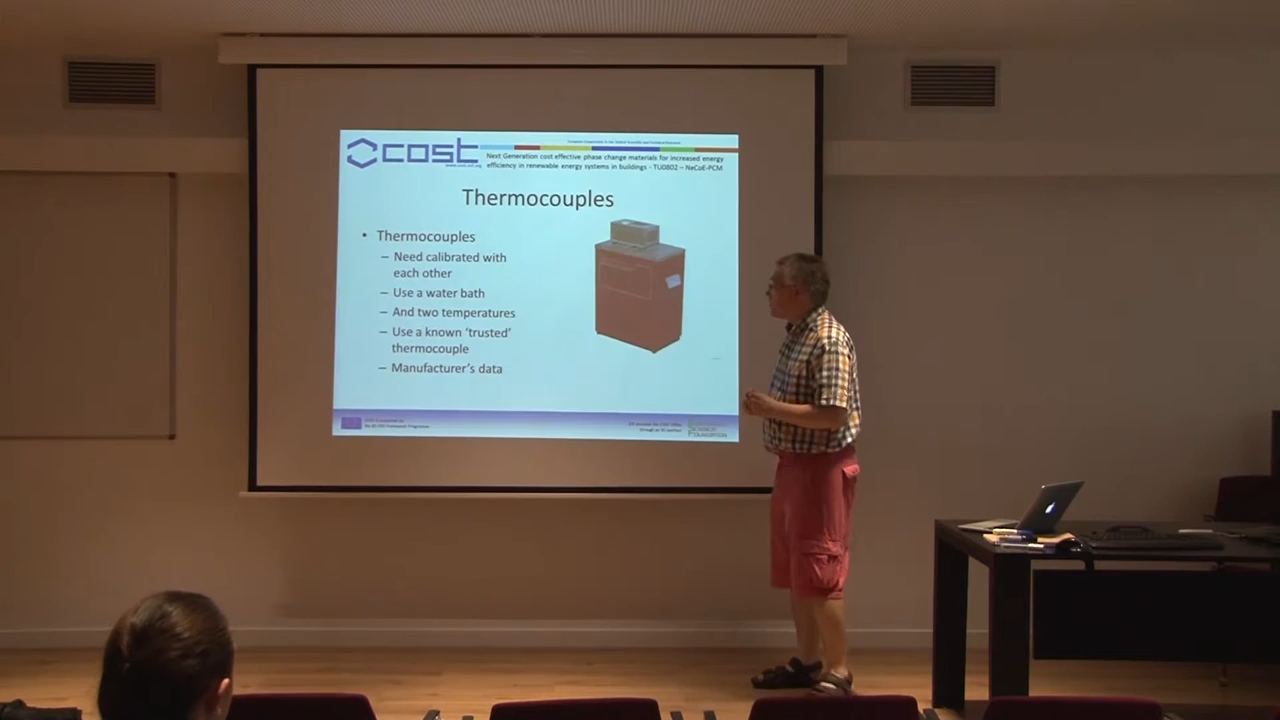 cost
Next Generation cost effective phase change materials for increased energy
efficiency in renewable energy systems in buildings - TU0802 – NeCoE-PCM
Thermocouples
• Thermocouples
– Need calibrated with
each other
– Use a water bath
– And two temperatures
– Use a known ‘trusted’
thermocouple
– Manufacturer’s data